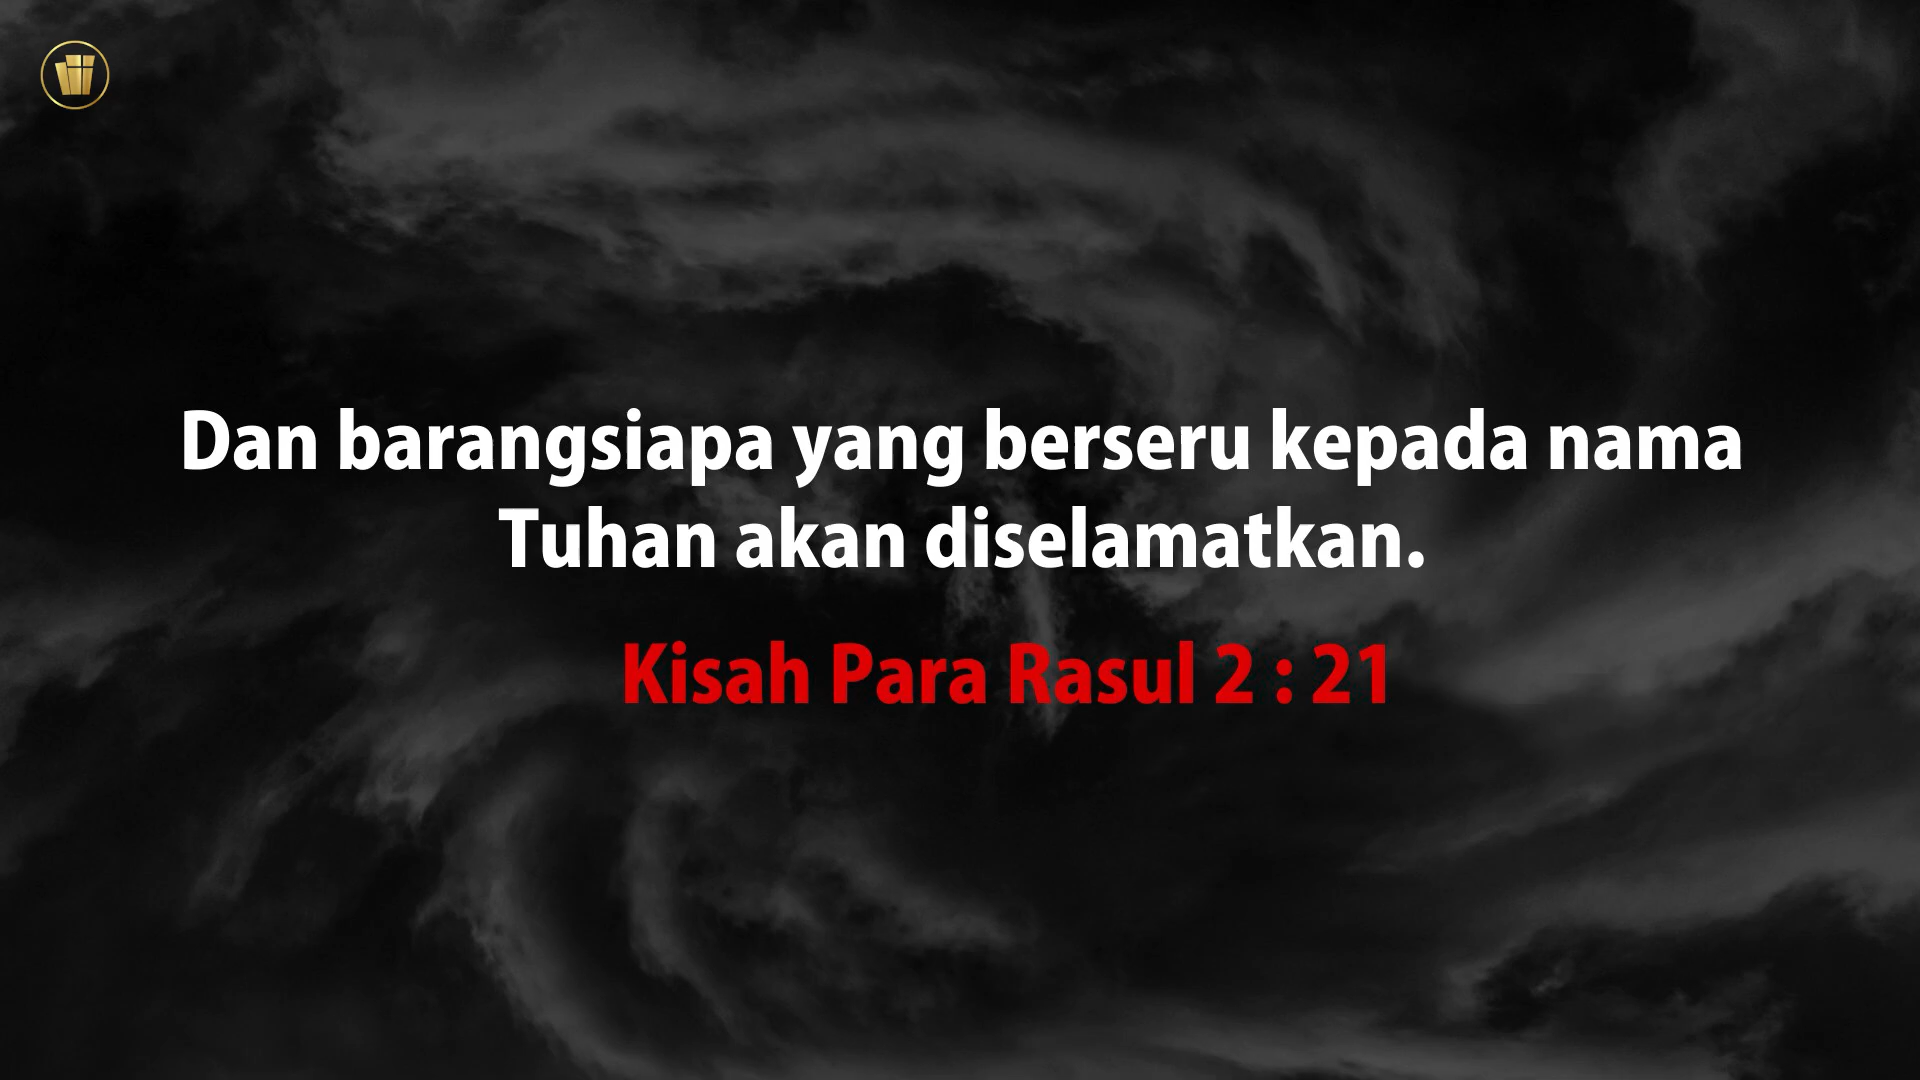 Dan barangsiapa yang berseru kepada nama
Tuhan akan diselamatkan.
Kisah Para Rasul 2 : 21